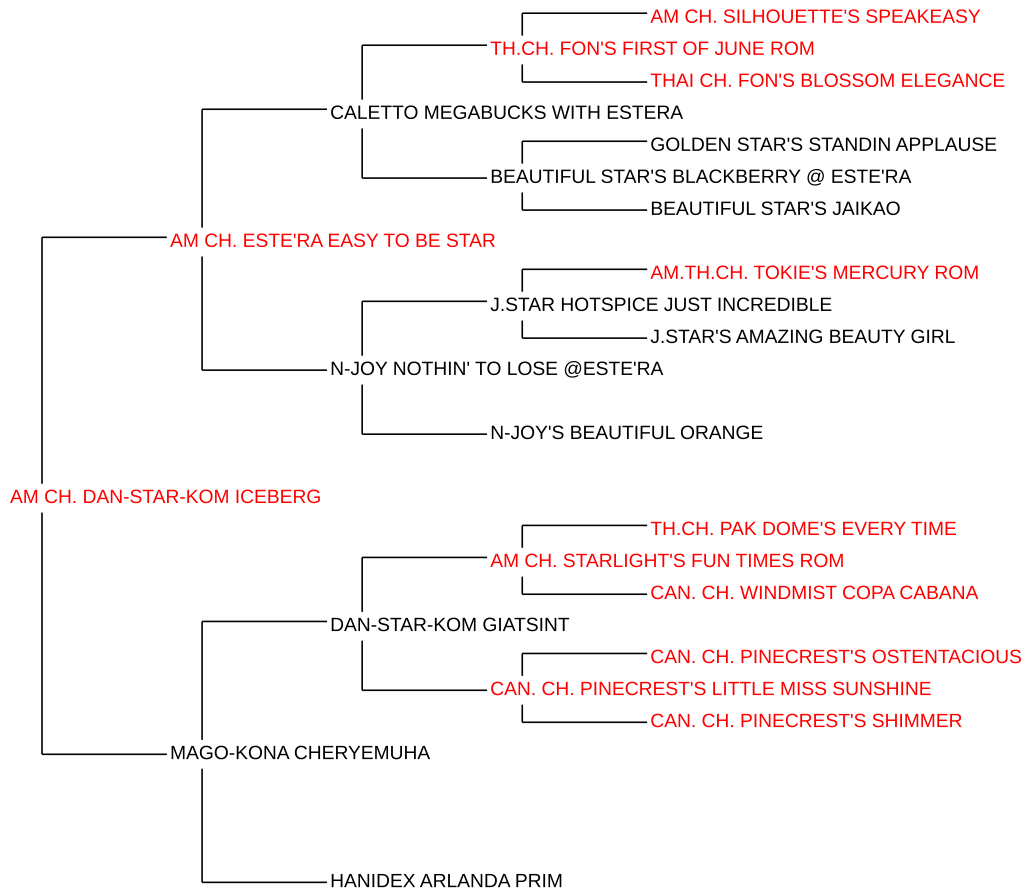 AM CH. SILHOUETTE'S SPEAKEASY
TH.CH. FON'S FIRST OF JUNE ROM
THAI CH. FON'S BLOSSOM ELEGANCE
CALETTO MEGABUCKS WITH ESTERA
GOLDEN STAR'S STANDIN APPLAUSE
BEAUTIFUL STAR'S BLACKBERRY @ ESTE'RA
BEAUTIFUL STAR'S JAIKAO
AM CH. ESTE'RA EASY TO BE STAR
AM.TH.CH. TOKIE'S MERCURY ROM
J.STAR HOTSPICE JUST INCREDIBLE
J.STAR'S AMAZING BEAUTY GIRL
N-JOY NOTHIN' TO LOSE @ESTE'RA
N-JOY'S BEAUTIFUL ORANGE
AM CH. DAN-STAR-KOM ICEBERG
TH.CH. PAK DOME'S EVERY TIME
AM CH. STARLIGHT'S FUN TIMES ROM
CAN. CH. WINDMIST COPA CABANA
DAN-STAR-KOM GIATSINT
CAN. CH. PINECREST'S OSTENTACIOUS
CAN. CH. PINECREST'S LITTLE MISS SUNSHINE
CAN. CH. PINECREST'S SHIMMER
MAGO-KONA CHERYEMUHA
HANIDEX ARLANDA PRIM